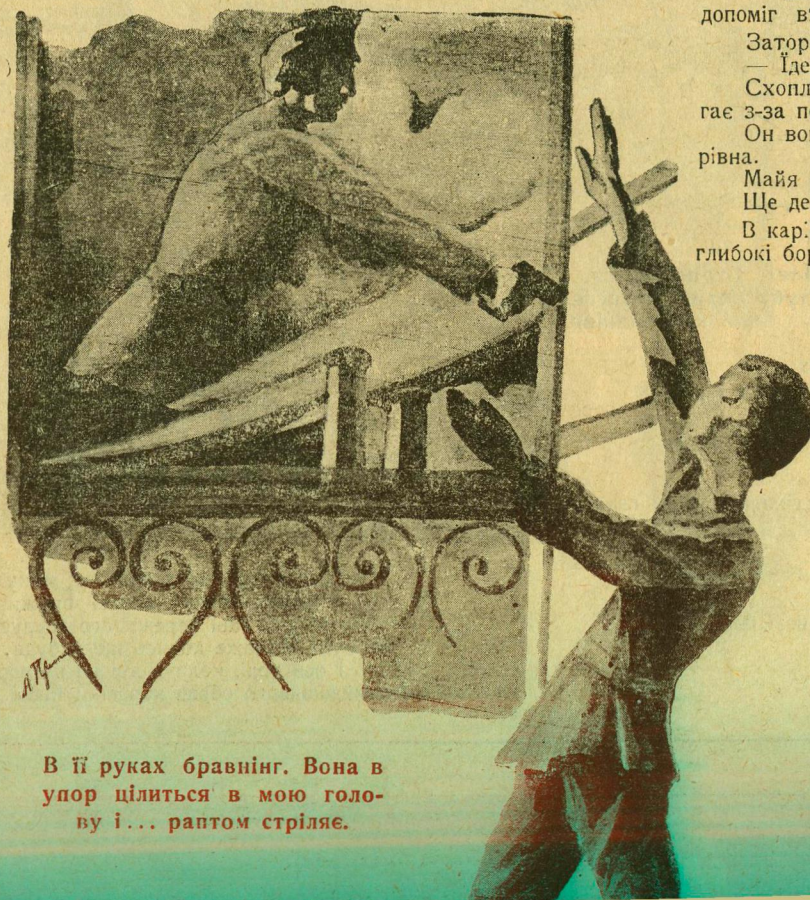 допоміг в
Затор
— Їде
Схопл
гає з-за п
Он во
рівна.
Майя
Ще де
В кар.
глибокі бор
В її руках бравнінг. Вона в
упор цілиться в мою голо-
ву і... раптом стріляє.